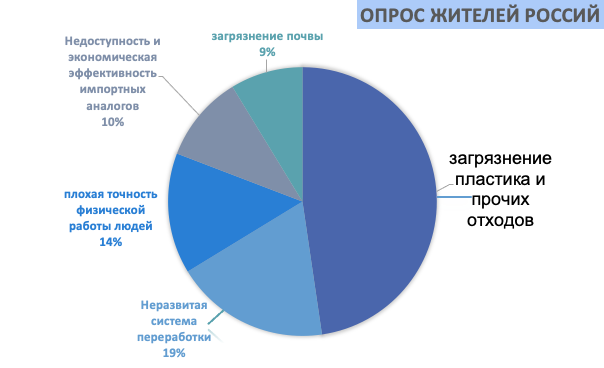 ОПРОС ЖИТЕЛЕЙ РОССИЙ
загрязнение почвы
9%
Недоступность и
экономическая
эффективность
импортных
аналогов
10%
загрязнение
пластика и
прочих
отходов
плохая точность
физической
работы людей
14%
Неразвитая
система
переработки
19%